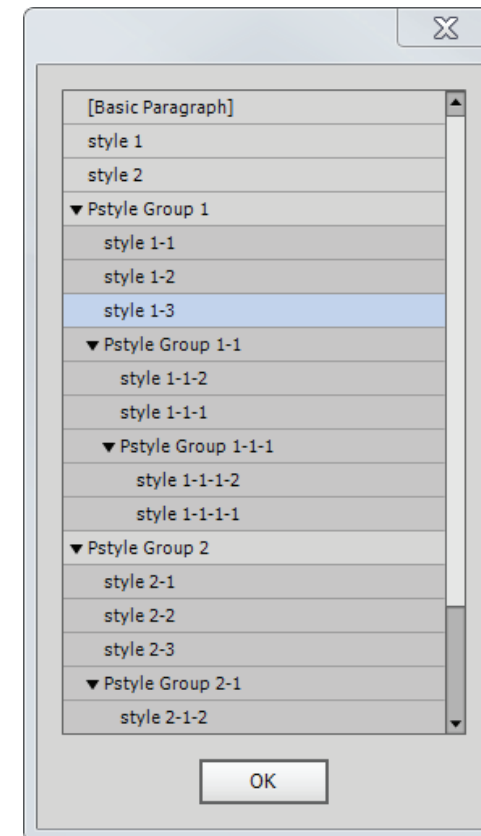 [Basic Paragraph]
style 1
style 2
Pstyle Group 1
style 1-1
style 1-2
style 1-3
Pstyle Group 1-1
style 1-1-2
style 1-1-1
Pstyle Group 1-1-1
style 1-1-1-2
style 1-1-1-1
Pstyle Group 2
style 2-1
style 2-2
style 2-3
Pstyle Group 2-1
style 2-1-2
OK